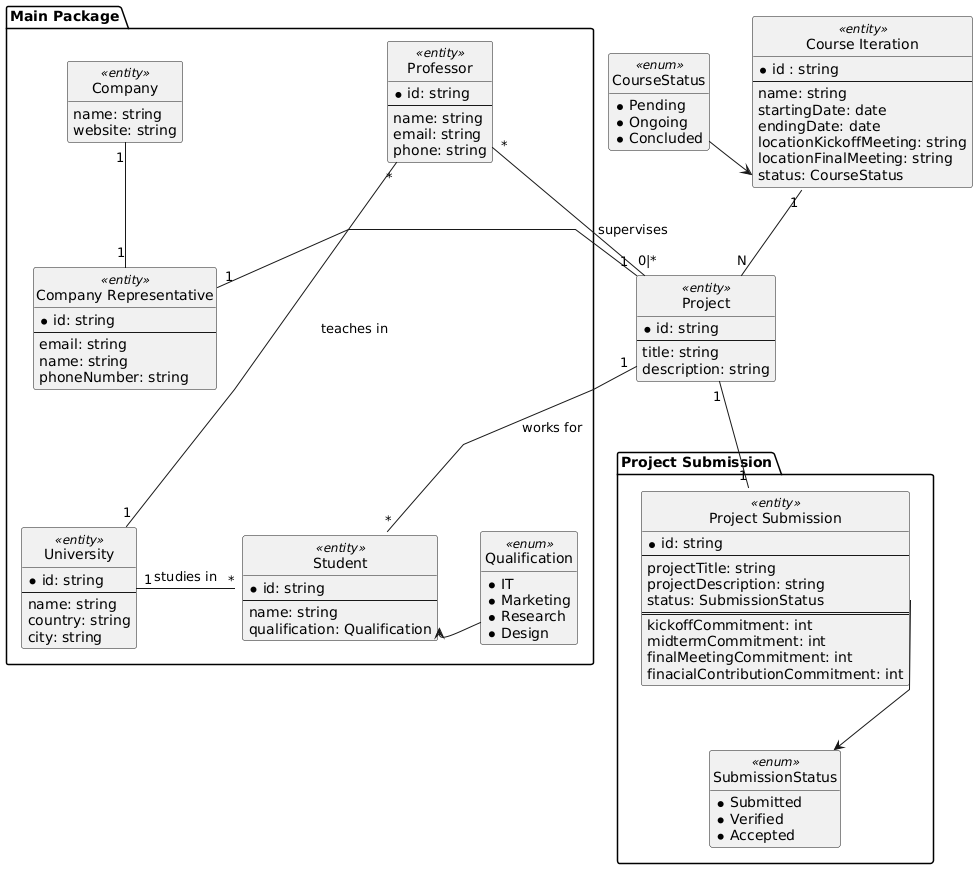 Main Package
«entity»
Company
name: string
website: string
1
1
«entity»
Professor
id: string
name: string
email: string
phone: string
*
*
«enum»
CourseStatus
Pending
Ongoing
Concluded
«entity»
Course Iteration
id : string
name: string
startingDate: date
endingDate: date
locationKickoffMeeting: string
locationFinalMeeting: string
status: CourseStatus
1
N
supervises
1
0|*
«entity»
Company Representative
id: string
email: string
name: string
phoneNumber: string
1
«entity»
Project
id: string
title: string
description: string
1
1
teaches in
works for
1
*
«entity»
University
id: string
name: string
country: string
city: string
1
studies in
*
«entity»
Student
id: string
name: string
qualification: Qualification
«enum»
Qualification
IT
Marketing
Research
Design
Project Submission
1
«entity»
Project Submission
id: string
projectTitle: string
projectDescription: string
status: SubmissionStatus
kickoffCommitment: int
midtermCommitment: int
finalMeetingCommitment: int
finacialContributionCommitment: int
«enum»
SubmissionStatus
Submitted
Verified
Accepted